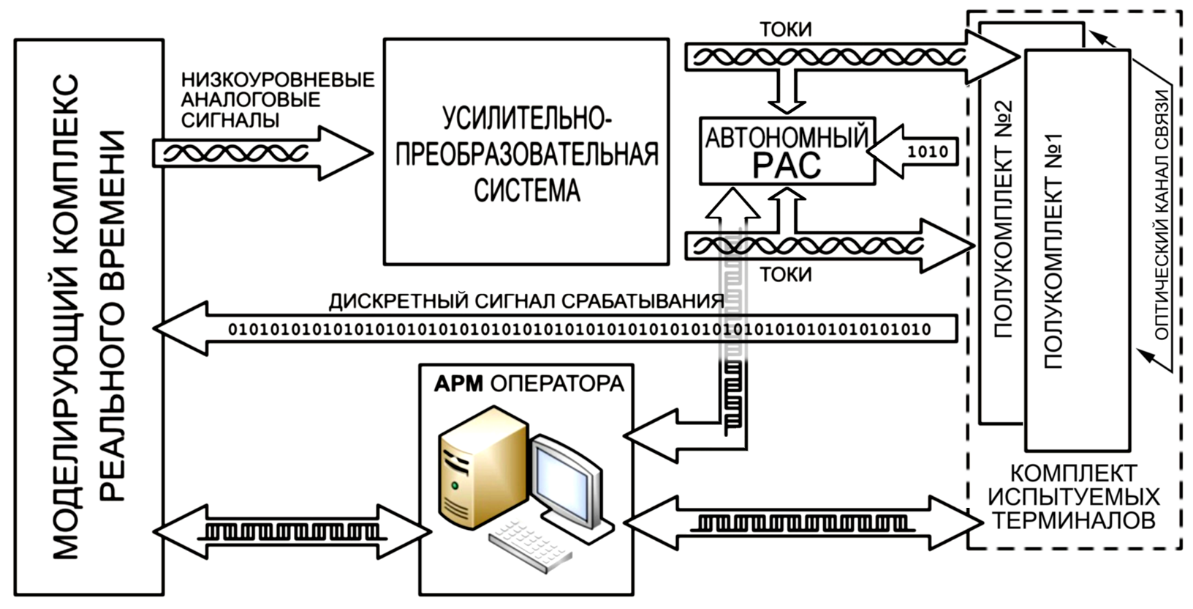 МОДЕЛИРУЮЩИЙ КОМПЛЕКС
РЕАЛЬНОГО ВРЕМЕНИ
НИЗКОУРОВНЕВЫЕ
АНАЛОГОВЫЕ
СИГНАЛЫ
УСИЛИТЕЛЬНО-
ПРЕОБРАЗОВАТЕЛЬНАЯ
СИСТЕМА
ТОКИ
АВТОНОМНЫЙ
РАС
1010
ТОКИ
ДИСКРЕТНЫЙ СИГНАЛ СРАБАТЫВАНИЯ
0101010101010101010101010101010101010101010101010101010101010101010
АРМ ОПЕРАТОРА
ПОЛУКОМПЛЕКТ №2
ПОЛУКОМПЛЕКТ №1
ОПТИЧЕСКИЙ КАНАЛ СВЯЗИ
КОМПЛЕКТ
ИСПЫТУЕМЫХ
ТЕРМИНАЛОВ